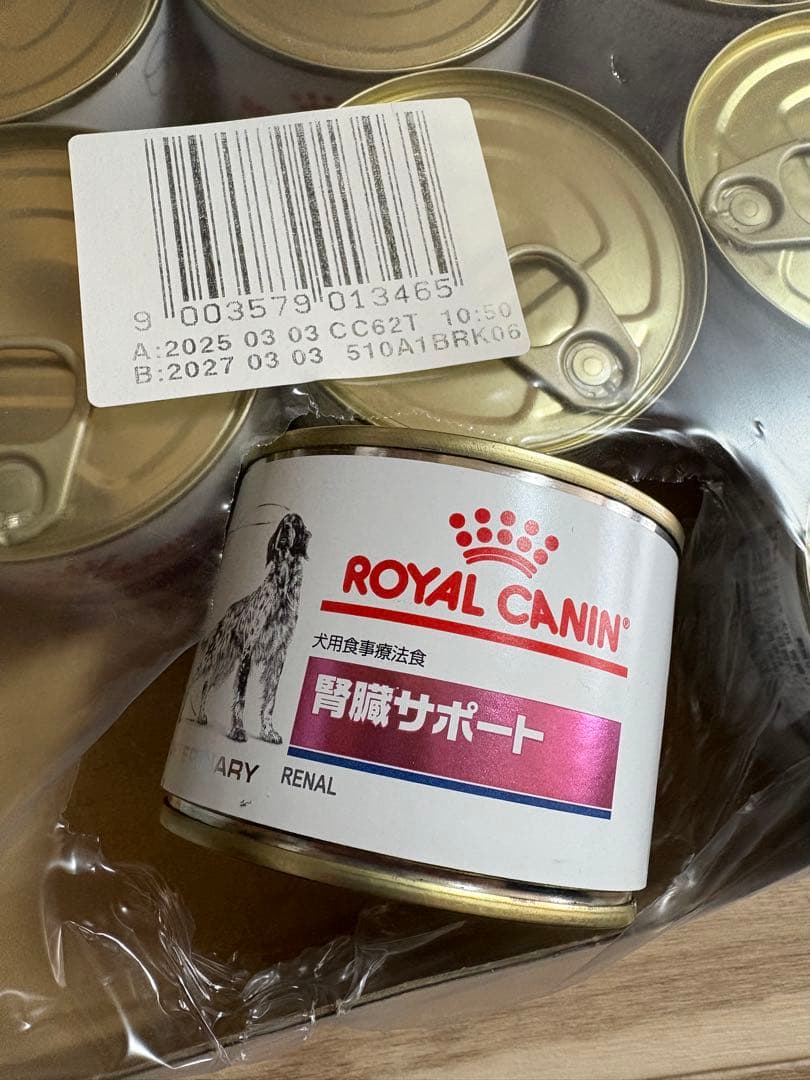 9 003579 013465
A:2025 03 03 CC62T 10:50
B:2027 03 03 510A1BRK06
ROYAL CANIN®
犬用食事療法食
腎臓サポート
RENAL